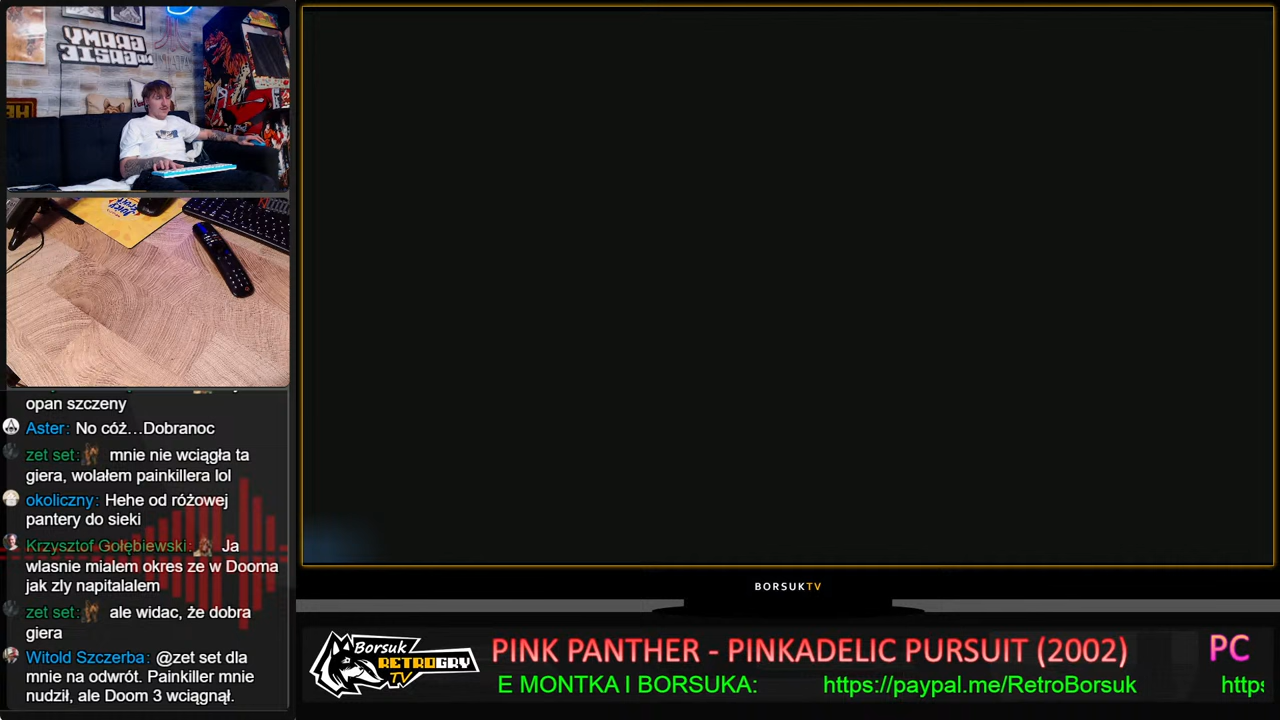 opan szczeny
Aster: No cóż...Dobranoc
zet set: mnie nie wciągła ta
giera, wolałem painkillera lol
okoliczny: Hehe od różowej
pantery do sieki
Krzysztof Gołębiewski: Ja
wlasnie mialem okres ze w Dooma
jak zly napitalalem
zet set: ale widac, że dobra
giera
Witold Szczerba: @zet set dla
mnie na odwrót. Painkiller mnie
nudził, ale Doom 3 wciągnął.
BORSUKTV
Borsuk
RETROGRY
TV
PINK PANTHER - PINKADELIC PURSUIT (2002)
PC
E MONTKA I BORSUKA:
https://paypal.me/RetroBorsuk
https